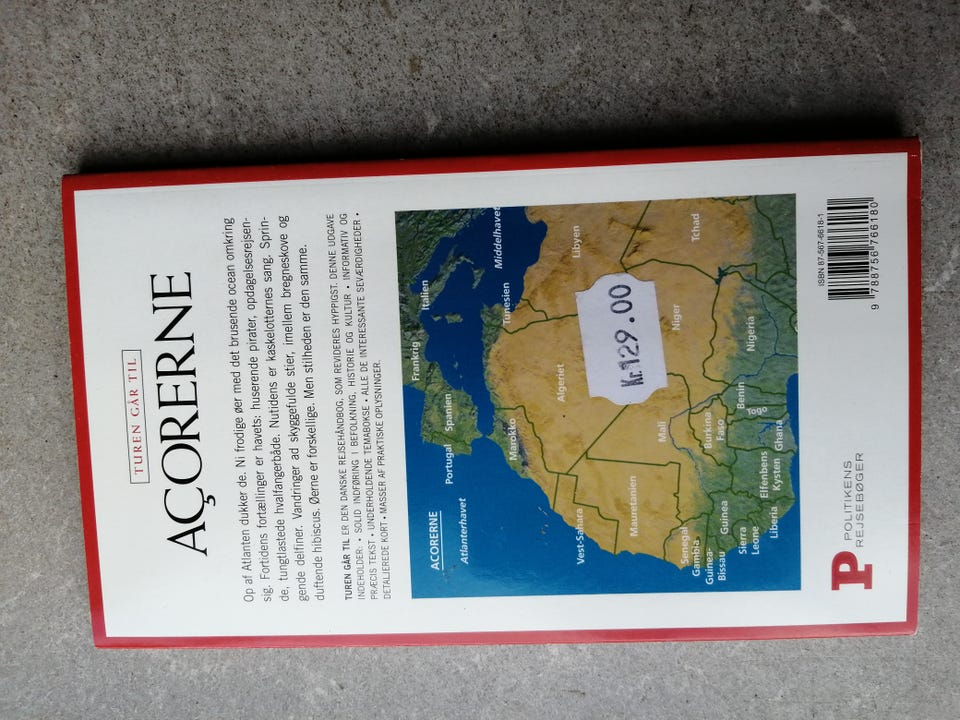 TUREN GÅR TIL
AÇORERNE
Op af Atlanten dukker de. Ni frodige øer med det brusende ocean omkring
sig. Fortidens fortællinger er havets: huserende pirater, opdagelsesrejsen-
de, tungtlastede hvalfangerbåde. Nutidens er kaskelotternes sang. Sprin-
gende delfiner. Vandringer ad skyggefulde stier, imellem bregneskove og
duftende hibiscus. Øerne er forskellige. Men stilheden er den samme.
TUREN GÅR TIL ER DEN DANSKE REJSEHÅNDBOG, SOM REVIDERES HYPPIGST. DENNE UDGAVE
INDEHOLDER: • SOLID INDFØRING I BEFOLKNING, HISTORIE OG KULTUR • INFORMATIV OG
PRÆCIS TEKST • UNDERHOLDENDE TEMABOKSE • ALLE DE INTERESSANTE SEVÆRDIGHEDER •
DETALJEREDE KORT • MASSER AF PRAKTISKE OPLYSNINGER.
Frankrig
Italien
AÇORERNE
Portugal
Spanien
Atlanterhavet
Middelhavet
Tunesien
Marokko
Algeriet
Libyen
Vest-Sahara
Kr.129.00
Mauretanien
Mali
Niger
Tchad
Senegal
Gambia
Guinea-
Bissau
Guinea
Burkina
Faso
Benin
Nigeria
Sierra
Leone
Liberia
Elfenbens
Kysten
Ghana
Togo
P
POLITIKENS
REJSEBØGER
ISBN 87-567-6618-1
9 788756 766180